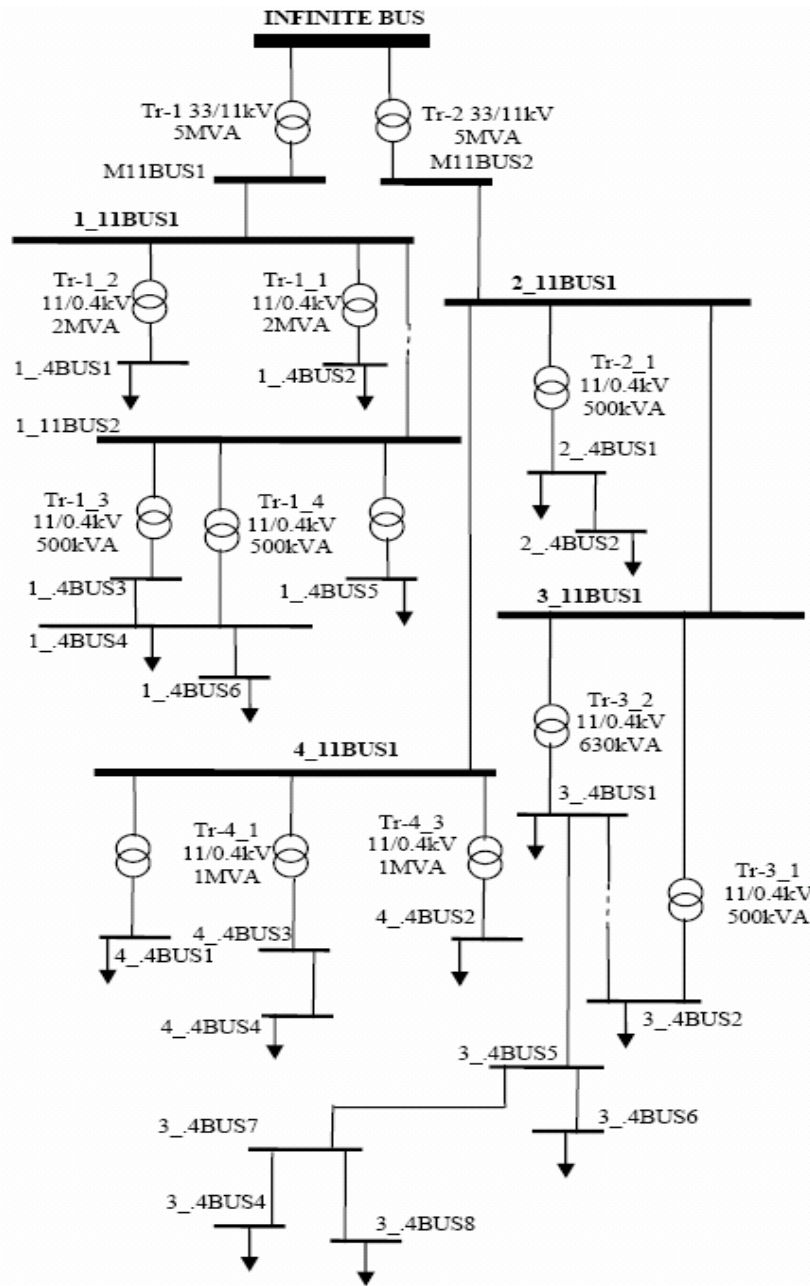 INFINITE BUS
Tr-1 33/11kV
5MVA
Tr-2 33/11kV
5MVA
M11BUS1
M11BUS2
1_11BUS1
Tr-1_2
11/0.4kV
2MVA
Tr-1_1
11/0.4kV
2MVA
2_11BUS1
1_.4BUS1
1_.4BUS2
Tr-2_1
11/0.4kV
500kVA
1_11BUS2
2_.4BUS1
Tr-1_3
11/0.4kV
500kVA
Tr-1_4
11/0.4kV
500kVA
2_.4BUS2
1_.4BUS3
1_.4BUS5
3_11BUS1
1_.4BUS4
1_.4BUS6
Tr-3_2
11/0.4kV
630kVA
4_11BUS1
3_.4BUS1
Tr-4_1
11/0.4kV
1MVA
Tr-4_3
11/0.4kV
1MVA
Tr-3_1
11/0.4kV
500kVA
4_.4BUS3
4_.4BUS2
4_.4BUS1
3_.4BUS2
4_.4BUS4
3_.4BUS5
3_.4BUS6
3_.4BUS7
3_.4BUS4
3_.4BUS8